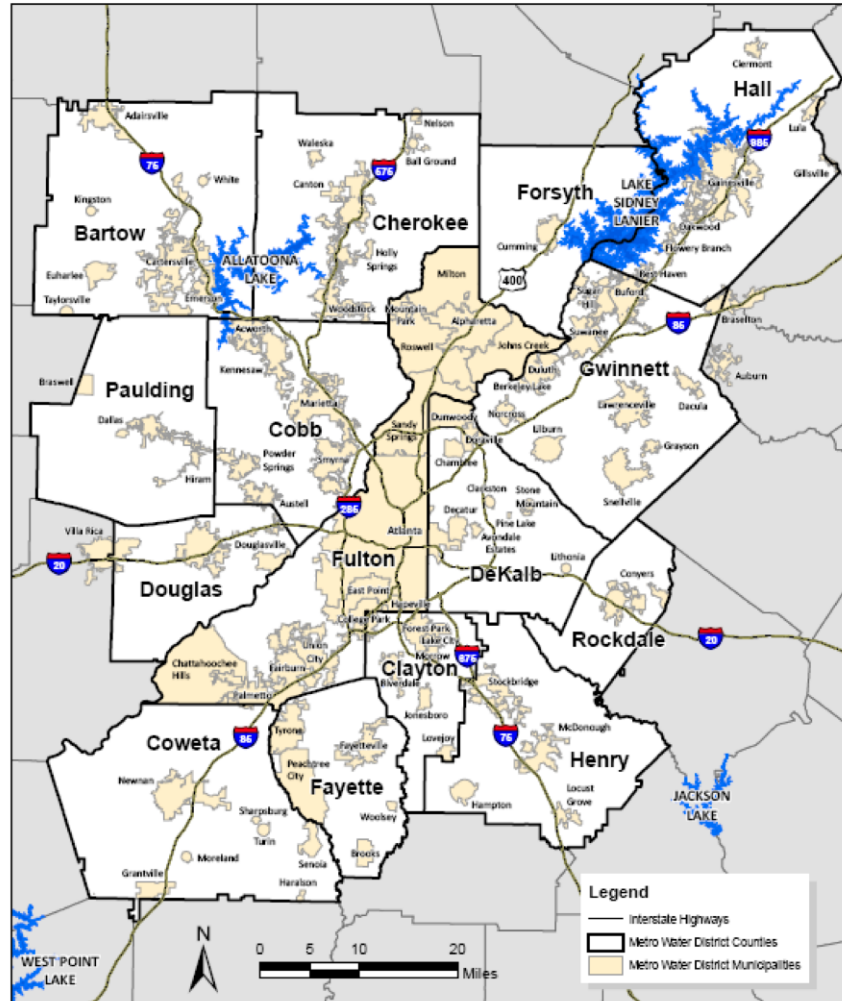 Clermont
Hall
Adairsville
Nelson
Lula
Waleska
985
75
Ball Ground
575
White
Canton
Gainesville
Gillsville
Forsyth
LAKE
SIDNEY
LANIER
Kingston
Cherokee
Bartow
Oakwood
Cartersville
Cumming
Flowery Branch
ALLATOONA
LAKE
Holly
Springs
Euharlee
Milton
400
Rest Haven
Emerson
Sugar
Hill
Buford
Taylorsville
Woodstock
Mountain
Park
Alpharetta
85
Braselton
Acworth
Suwanee
Roswell
Johns Creek
Kennesaw
Duluth
Gwinnett
Auburn
Braswell
Paulding
Berkeley Lake
Marietta
Lawrenceville
Dacula
Dallas
Dunwoody
Norcross
Cobb
Sandy
Springs
Doraville
Lilburn
Grayson
Powder
Springs
Smyrna
Chamblee
Hiram
Clarkston
Stone
Mountain
Snellville
Austell
285
Decatur
Pine Lake
Villa Rica
Atlanta
Avondale
Estates
Douglasville
Lithonia
20
Fulton
DeKalb
Conyers
Douglas
East Point
Hapeville
College Park
Forest Park
Rockdale
20
Lake City
Union
City
Morrow
675
Chattahoochee
Hills
Fairburn
Clayton
Riverdale
Stockbridge
Palmetto
Jonesboro
Tyrone
McDonough
Coweta
85
75
Fayetteville
Lovejoy
Henry
Peachtree
City
Newnan
Fayette
Locust
Grove
JACKSON
LAKE
Hampton
Sharpsburg
Woolsey
Turin
Moreland
Senoia
Brooks
Grantville
Haralson
Legend
Interstate Highways
Metro Water District Counties
Metro Water District Municipalities
N
0 5 10 20
Miles
WEST POINT
LAKE